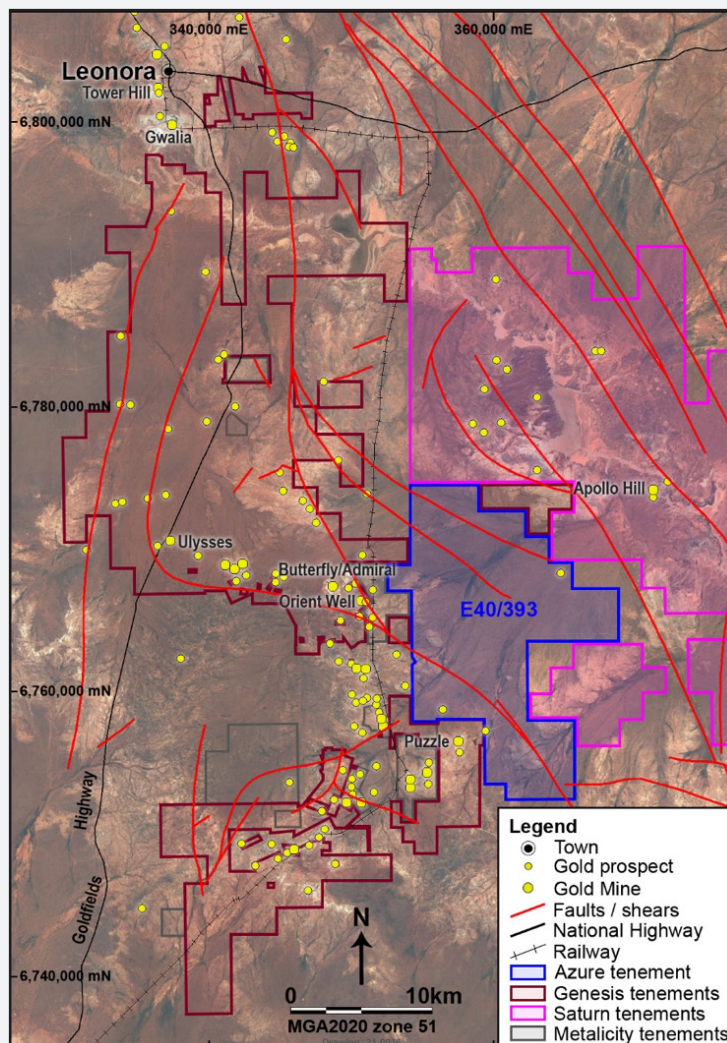 340,000 mE
360,000 mE
Leonora
Tower Hill
6,800,000 mN
Gwalia
6,780,000 mN
Apollo Hill
Ulysses
Butterfly/Admiral
Orient Well
E40/393
6,760,000 mN
Puzzle
Highway
Goldfields
6,740,000 mN
N
0 10km
MGA2020 zone 51
Legend
Town
Gold prospect
Gold Mine
Faults / shears
National Highway
Railway
Azure tenement
Genesis tenements
Saturn tenements
Metalicity tenements